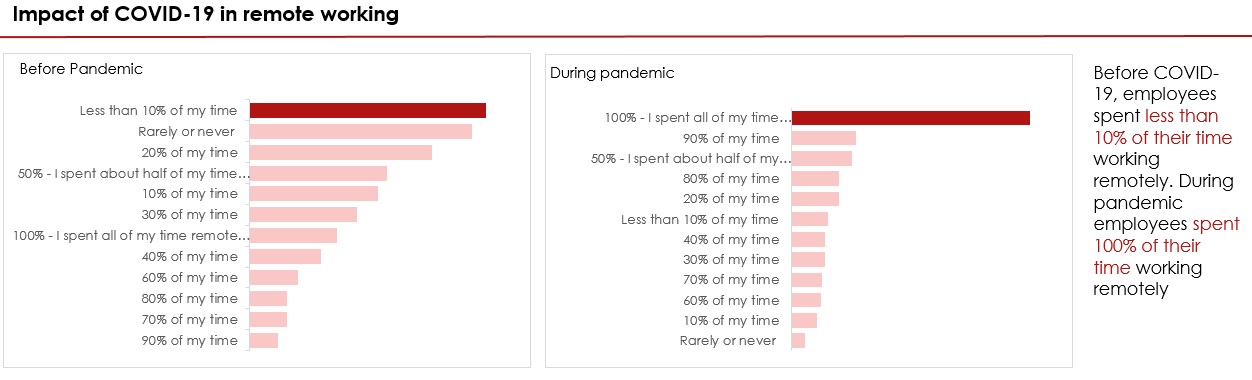 Impact of COVID-19 in remote working
Before Pandemic
Less than 10% of my time
Rarely or never
20% of my time
50% - I spent about half of my time…
10% of my time
30% of my time
100% - I spent all of my time remote…
40% of my time
60% of my time
80% of my time
70% of my time
90% of my time
During pandemic
100% - I spent all of my time…
90% of my time
50% - I spent about half of my…
80% of my time
20% of my time
Less than 10% of my time
40% of my time
30% of my time
70% of my time
60% of my time
10% of my time
Rarely or never
Before COVID-
19, employees
spent less than
10% of their time
working
remotely. During
pandemic
employees spent
100% of their
time working
remotely